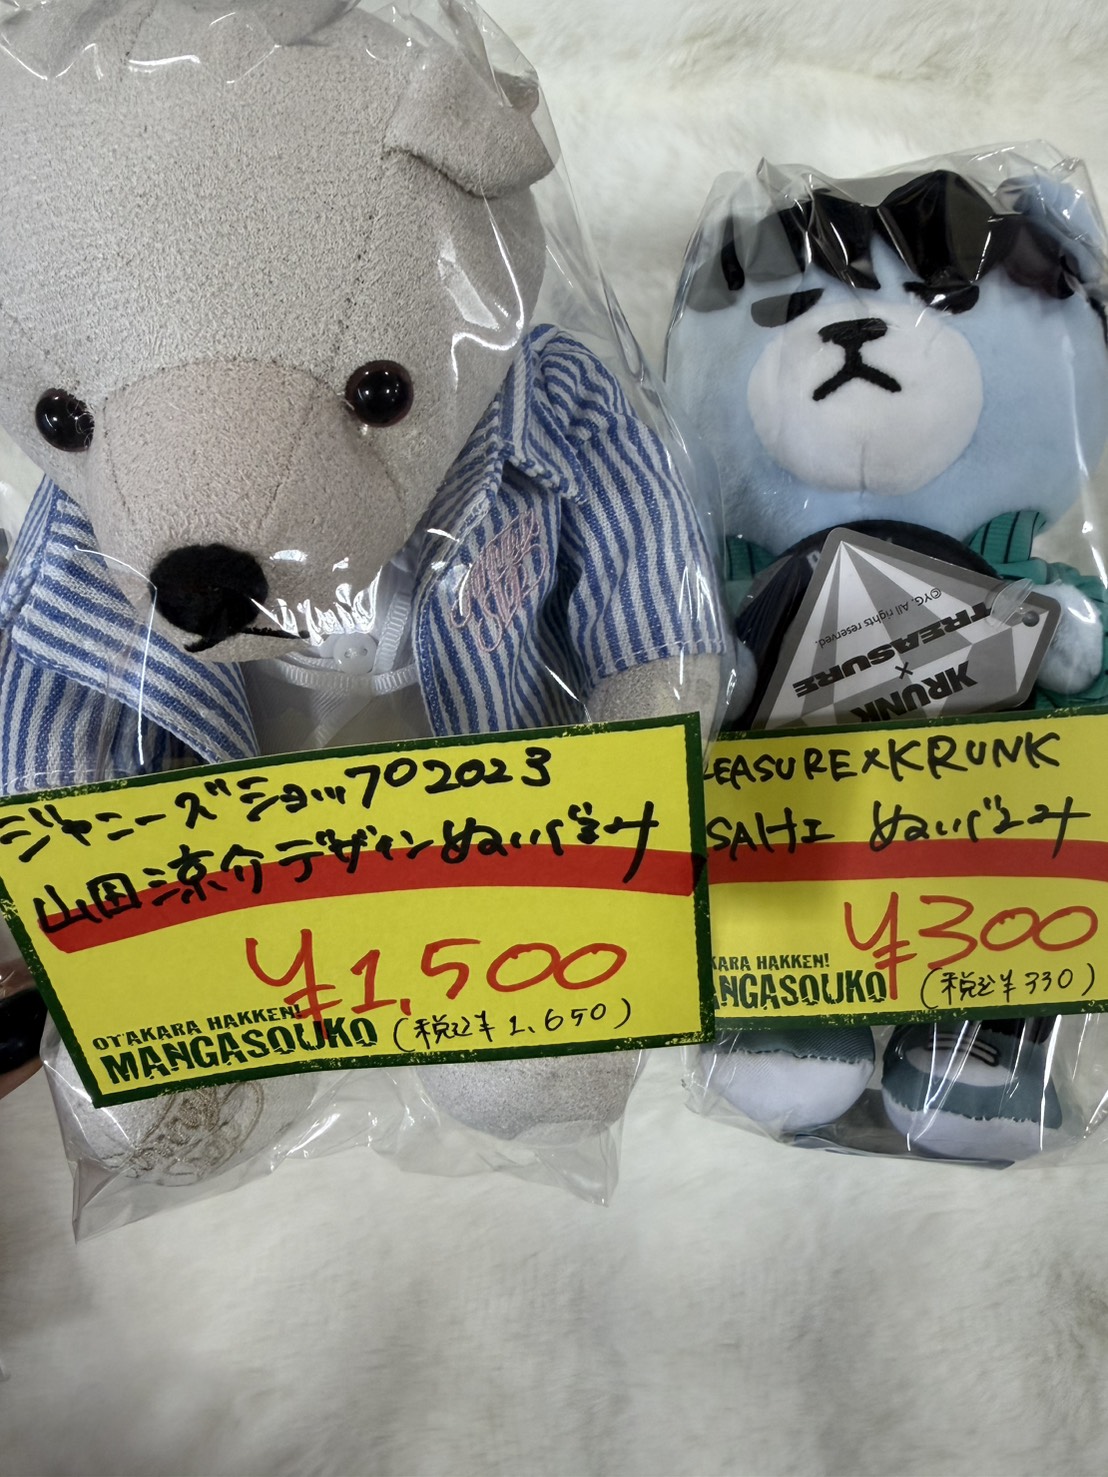 ジャニーズショップ2023
山田涼介デザインぬいぐるみ
¥1,500
OTAKARA HAKKEN!
MANGASOUKO
(税込¥1,650)
EASURE×KRUNK
SAHI ぬいぐるみ
¥300
KARA HAKKEN!
NGASOUKO
(税込¥330)
©YG. All rights reserved.
TREASURE
×
KRUNK